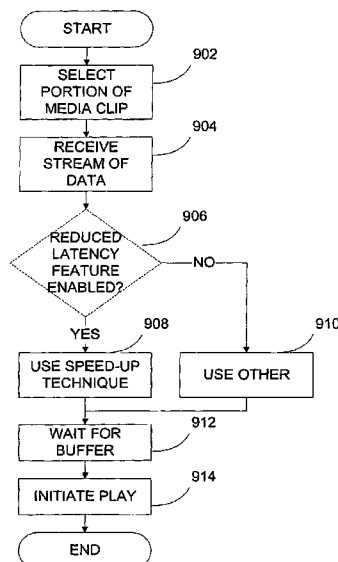 START
902
SELECT
PORTION OF
MEDIA CLIP
904
RECEIVE
STREAM OF
DATA
906
REDUCED
LATENCY
FEATURE
ENABLED?
NO
YES
908
910
USE SPEED-UP
TECHNIQUE
USE OTHER
912
WAIT FOR
BUFFER
914
INITIATE PLAY
END